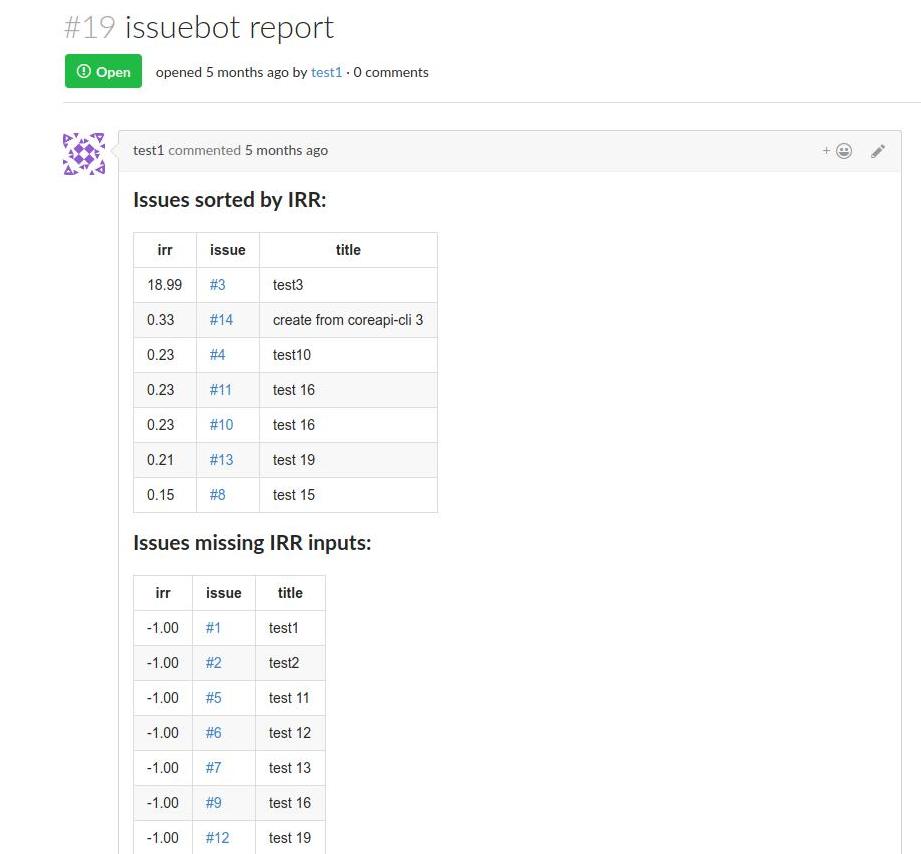 #19 issuebot report
Open opened 5 months ago by test1 · 0 comments
test1 commented 5 months ago +
Issues sorted by IRR:
irr issue title
18.99 #3 test3
0.33 #14 create from coreapi-cli 3
0.23 #4 test10
0.23 #11 test 16
0.23 #10 test 16
0.21 #13 test 19
0.15 #8 test 15
Issues missing IRR inputs:
irr issue title
-1.00 #1 test1
-1.00 #2 test2
-1.00 #5 test 11
-1.00 #6 test 12
-1.00 #7 test 13
-1.00 #9 test 16
-1.00 #12 test 19